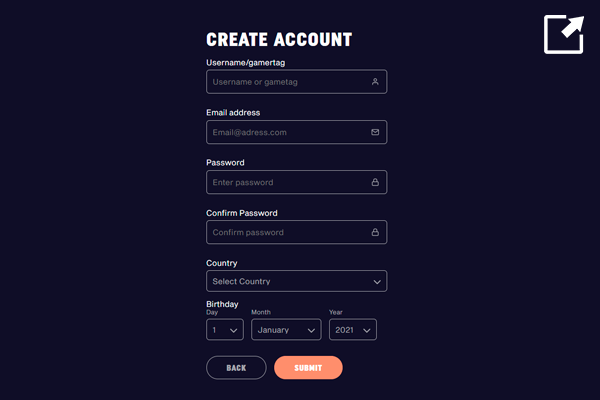 CREATE ACCOUNT
Username/gamertag
Username or gametag
Email address
Email@adress.com
Password
Enter password
Confirm Password
Confirm password
Country
Select Country
Birthday
Day Month Year
1 January 2021
BACK SUBMIT